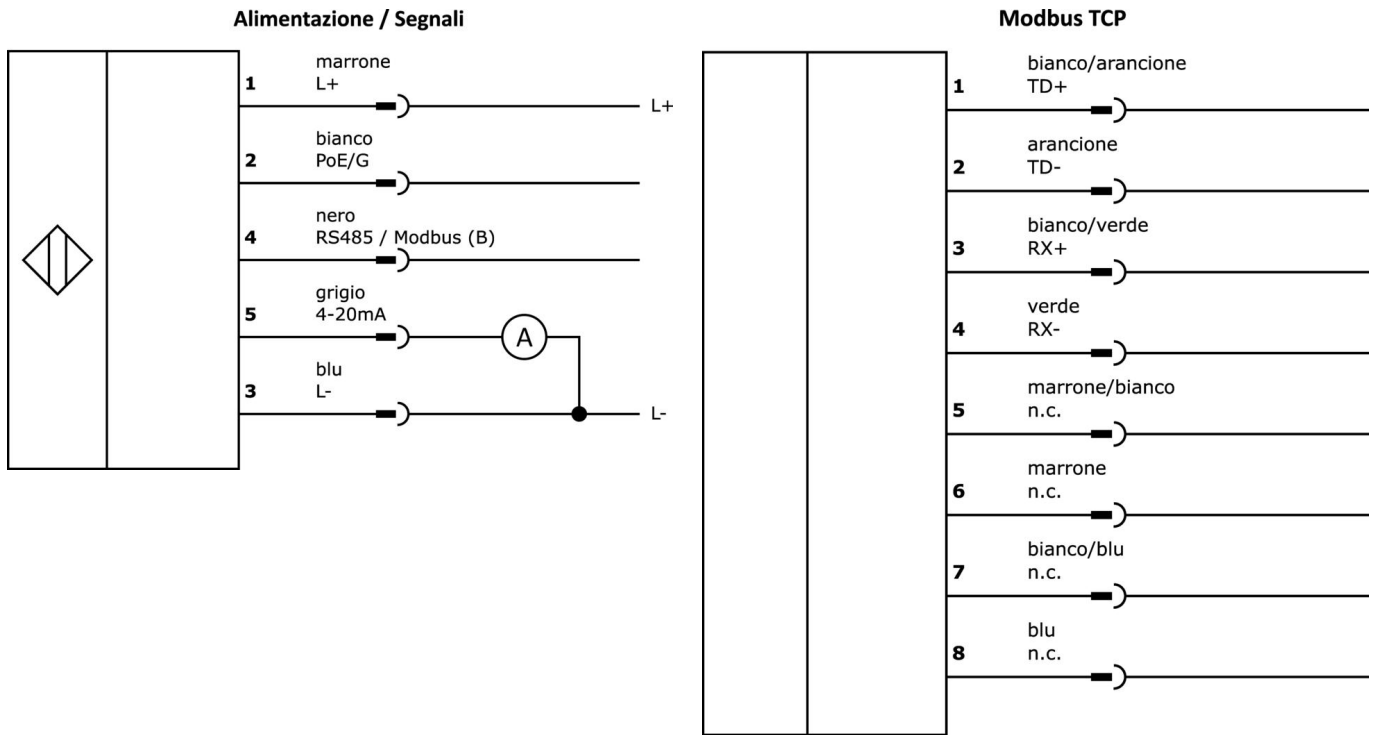 Alimentazione / Segnali
marrone
1 L+
L+
bianco
2 PoE/G
nero
4 RS485 / Modbus (B)
grigio
5 4-20mA
A
blu
3 L-
L-
Modbus TCP
bianco/arancione
1 TD+
arancione
2 TD-
bianco/verde
3 RX+
verde
4 RX-
marrone/bianco
5 n.c.
marrone
6 n.c.
bianco/blu
7 n.c.
blu
8 n.c.